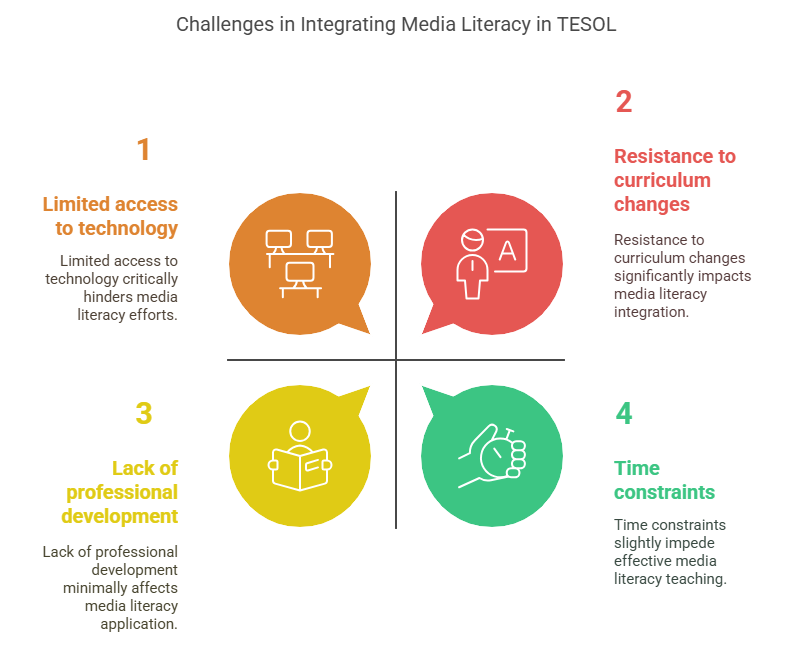 Challenges in Integrating Media Literacy in TESOL
1
Limited access
to technology
Limited access to
technology critically
hinders media
literacy efforts.
2
Resistance to
curriculum
changes
Resistance to
curriculum changes
significantly impacts
media literacy
integration.
A
3
Lack of
professional
development
Lack of professional
development
minimally affects
media literacy
application.
4
Time
constraints
Time constraints
slightly impede
effective media
literacy teaching.